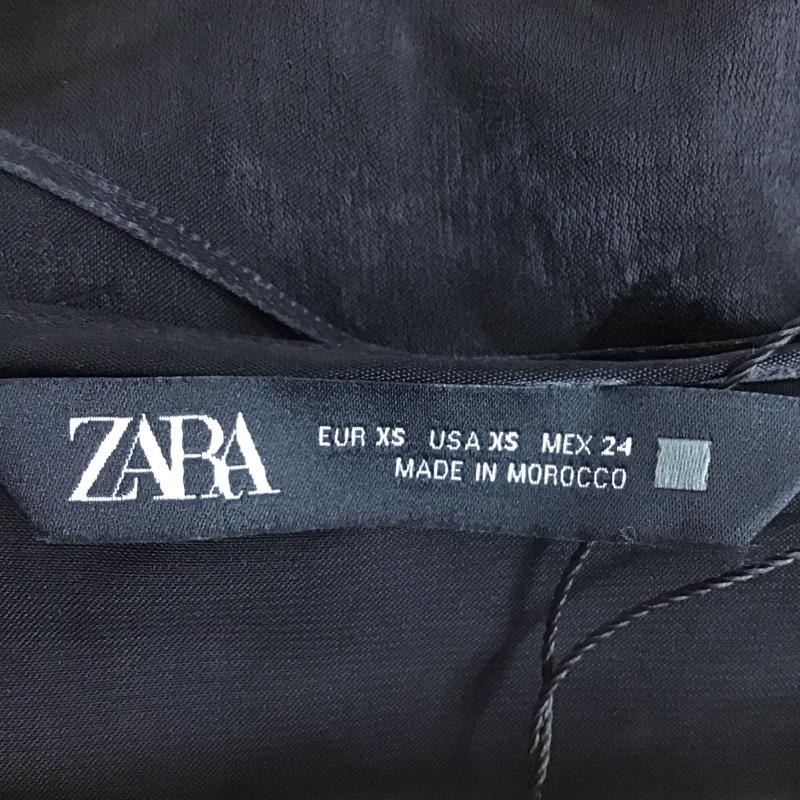 ZARA
EUR XS USA XS MEX 24
MADE IN MOROCCO